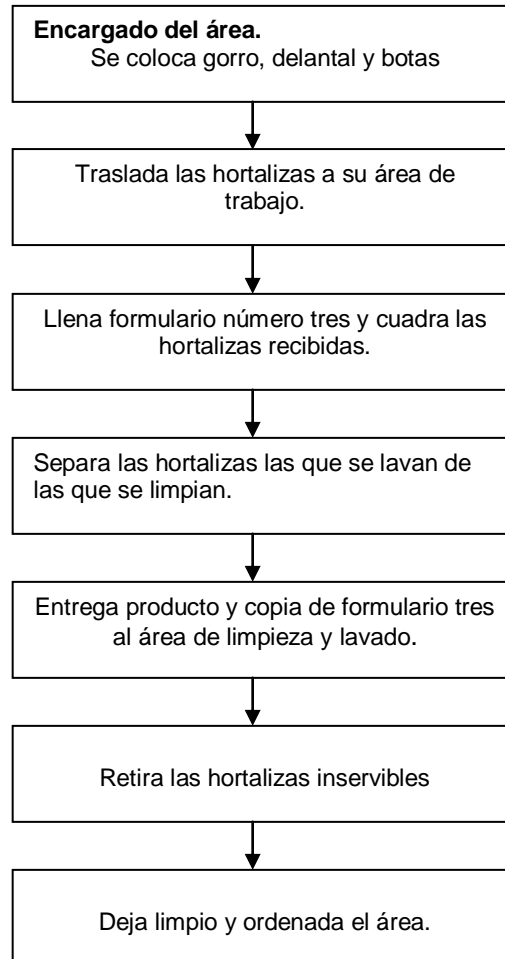 Encargado del área.
Se coloca gorro, delantal y botas
Traslada las hortalizas a su área de
trabajo.
Llena formulario número tres y cuadra las
hortalizas recibidas.
Separa las hortalizas las que se lavan de
las que se limpian.
Entrega producto y copia de formulario tres
al área de limpieza y lavado.
Retira las hortalizas inservibles
Deja limpio y ordenada el área.